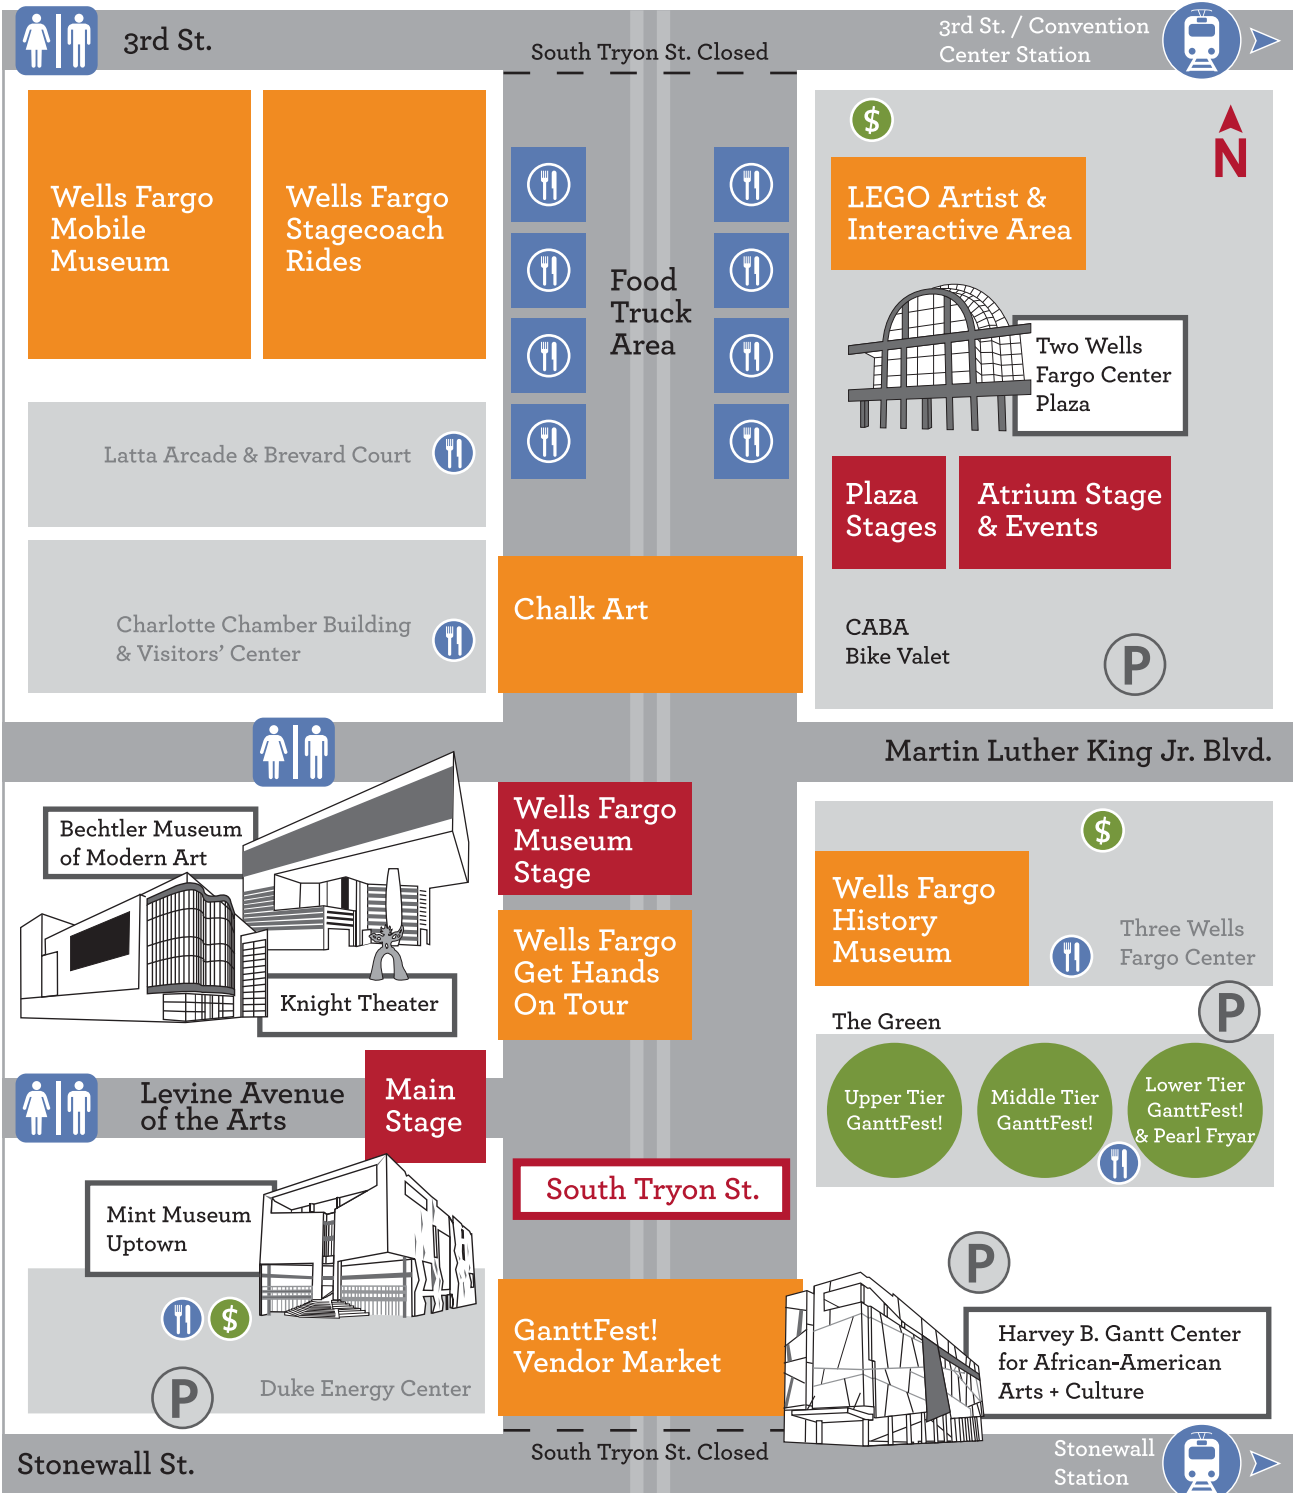 3rd St.
South Tryon St. Closed
3rd St. / Convention
Center Station
$
N
Wells Fargo
Mobile
Museum
Wells Fargo
Stagecoach
Rides
Food
Truck
Area
LEGO Artist &
Interactive Area
Two Wells
Fargo Center
Plaza
Latta Arcade & Brevard Court
Plaza
Stages
Atrium Stage
& Events
Charlotte Chamber Building
& Visitors’ Center
Chalk Art
CABA
Bike Valet
P
Martin Luther King Jr. Blvd.
Bechtler Museum
of Modern Art
Knight Theater
Wells Fargo
Museum
Stage
Wells Fargo
Get Hands
On Tour
$
Wells Fargo
History
Museum
Three Wells
Fargo Center
P
The Green
Upper Tier
GanttFest!
Middle Tier
GanttFest!
Lower Tier
GanttFest!
& Pearl Fryar
Levine Avenue
of the Arts
Main
Stage
South Tryon St.
Mint Museum
Uptown
$
P
Duke Energy Center
GanttFest!
Vendor Market
P
Harvey B. Gantt Center
for African-American
Arts + Culture
Stonewall St.
South Tryon St. Closed
Stonewall
Station